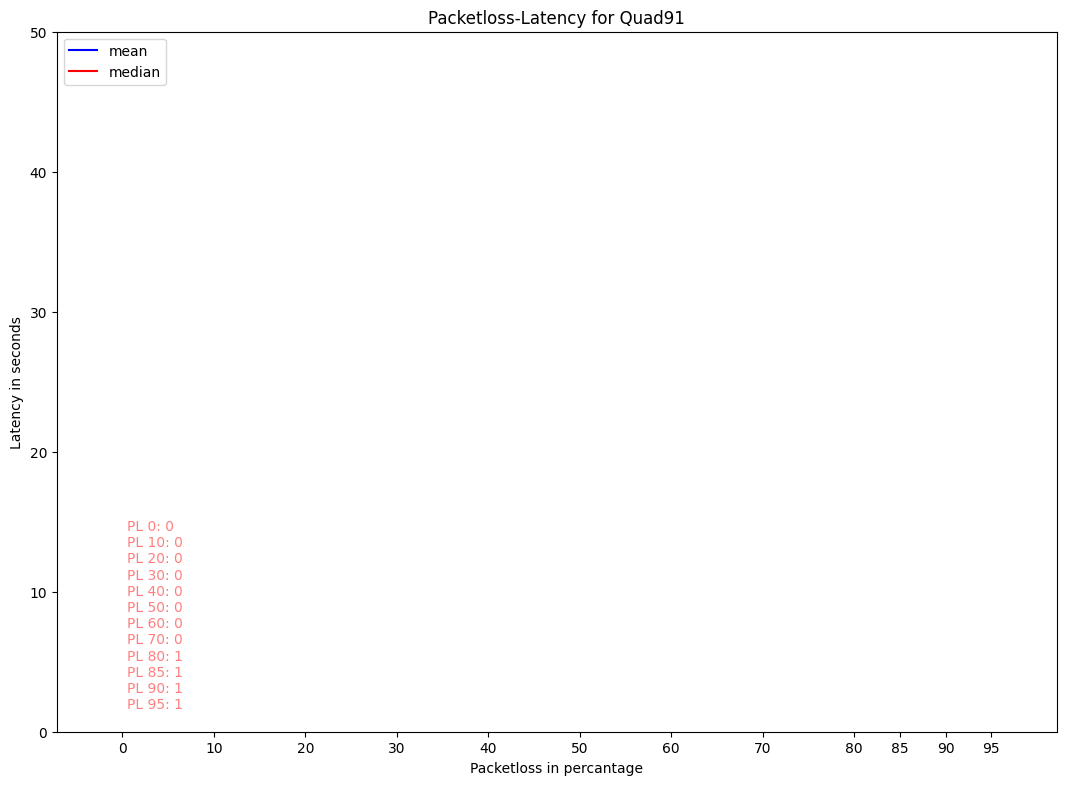 Packetloss-Latency for Quad91
50
mean
median
40
30
Latency in seconds
20
PL 0: 0
PL 10: 0
PL 20: 0
PL 30: 0
10
PL 40: 0
PL 50: 0
PL 60: 0
PL 70: 0
PL 80: 1
PL 85: 1
PL 90: 1
PL 95: 1
0
0 10 20 30 40 50 60 70 80 85 90 95
Packetloss in percantage